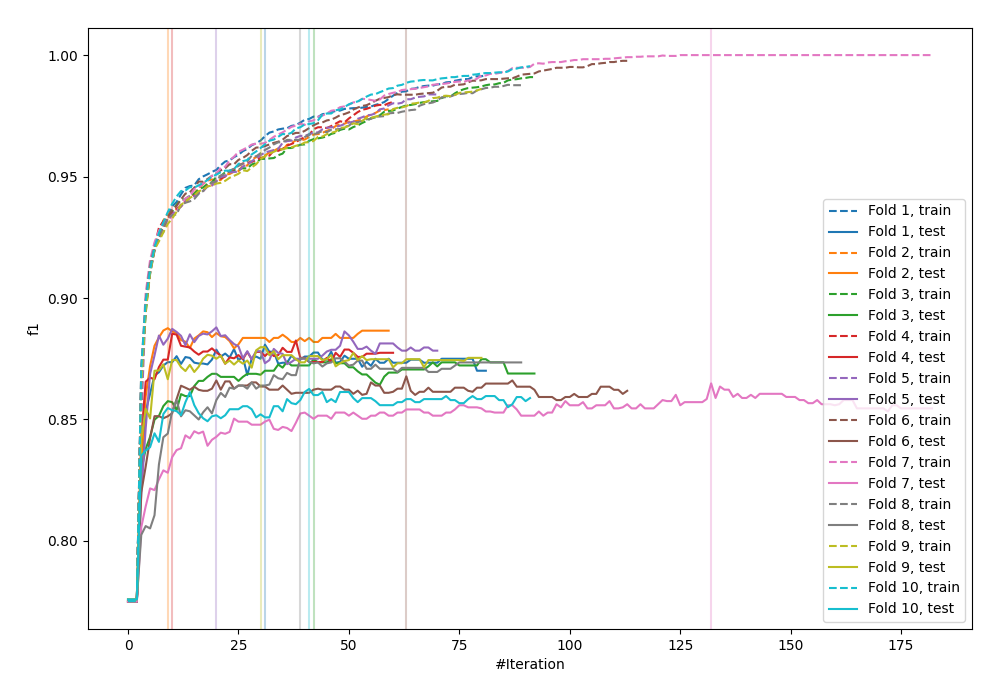 1.00
0.95
0.90
0.85
0.80
f1
0
25
50
75
100
125
150
175
#Iteration
Fold 1, train
Fold 1, test
Fold 2, train
Fold 2, test
Fold 3, train
Fold 3, test
Fold 4, train
Fold 4, test
Fold 5, train
Fold 5, test
Fold 6, train
Fold 6, test
Fold 7, train
Fold 7, test
Fold 8, train
Fold 8, test
Fold 9, train
Fold 9, test
Fold 10, train
Fold 10, test